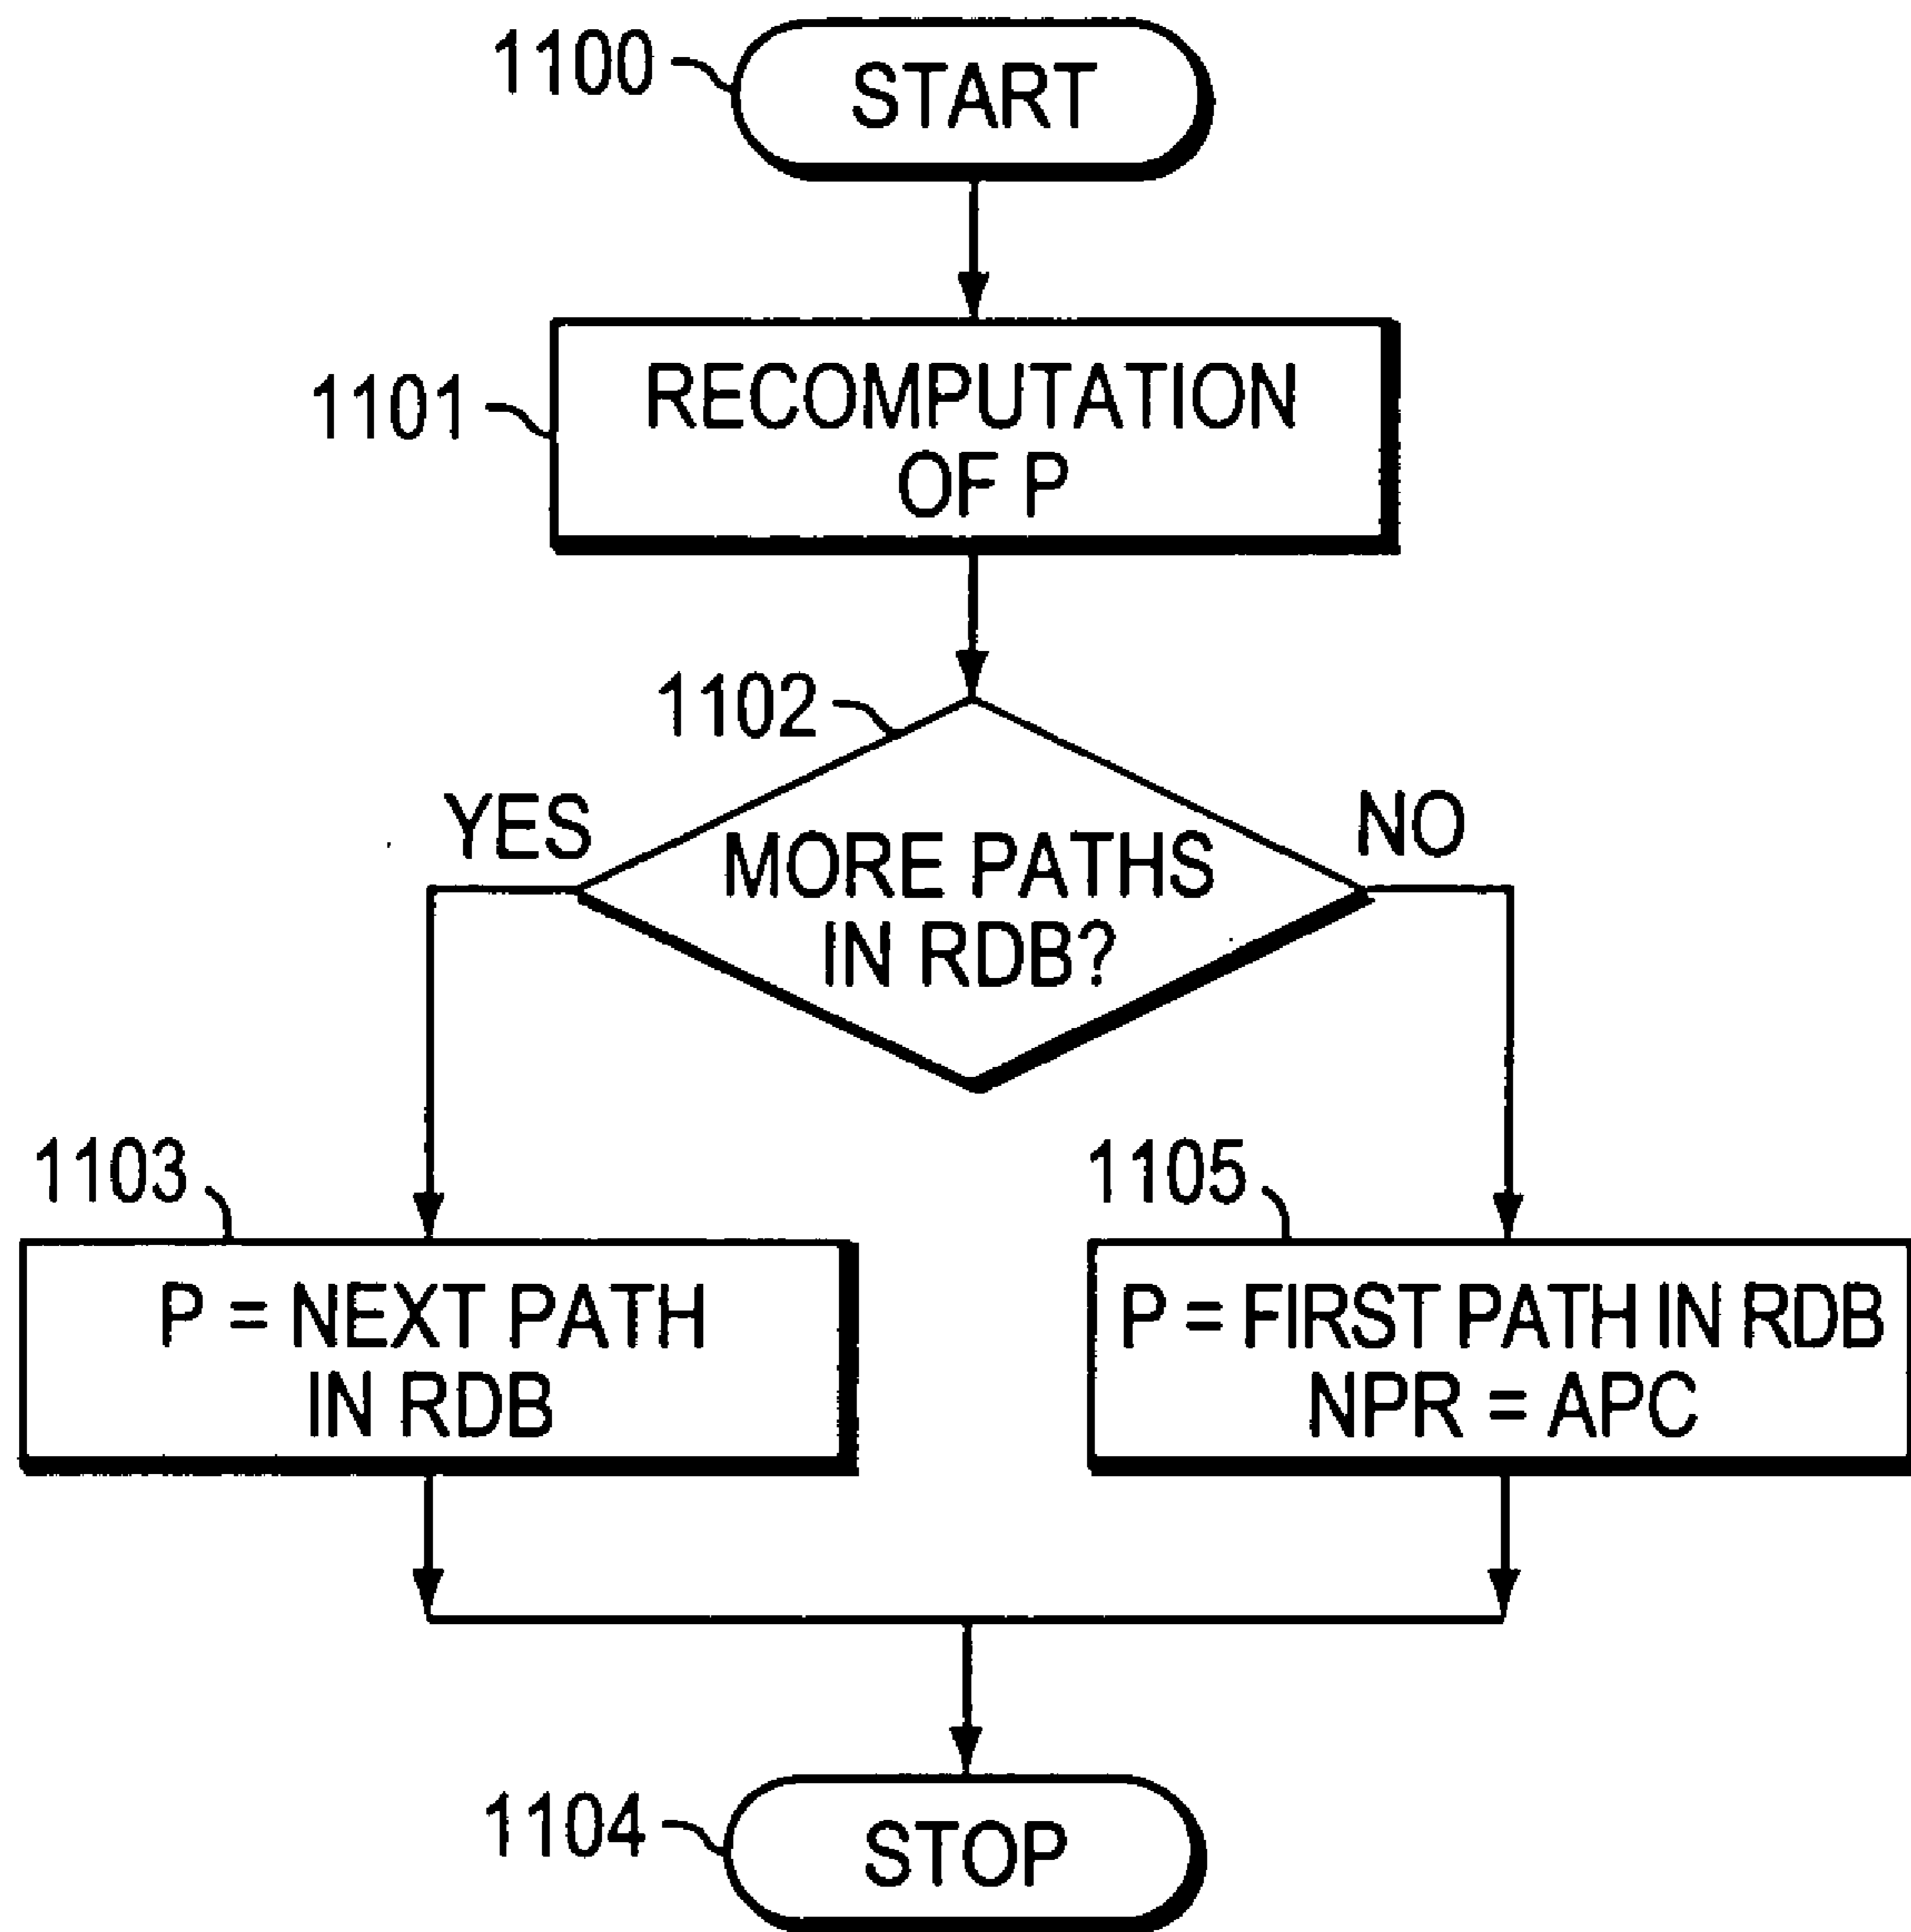 1100
START
1101
RECOMPUTATION
OF P
1102
YES
NO
MORE PATHS
IN RDB?
1103
1105
P = NEXT PATH
IN RDB
P = FIRST PATH IN RDB
NPR = APC
1104
STOP